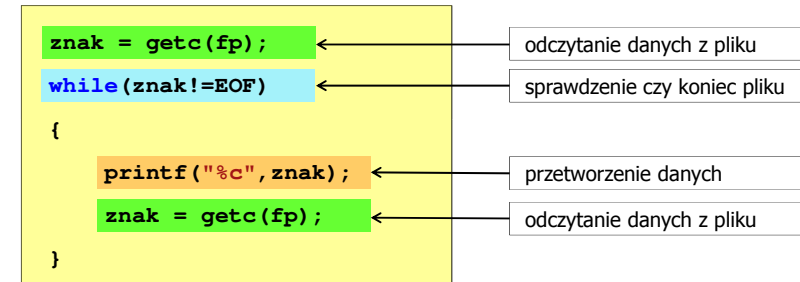 znak = getc(fp);
odczytanie danych z pliku
while(znak!=EOF)
sprawdzenie czy koniec pliku
{
printf("%c",znak);
przetworzenie danych
znak = getc(fp);
odczytanie danych z pliku
}